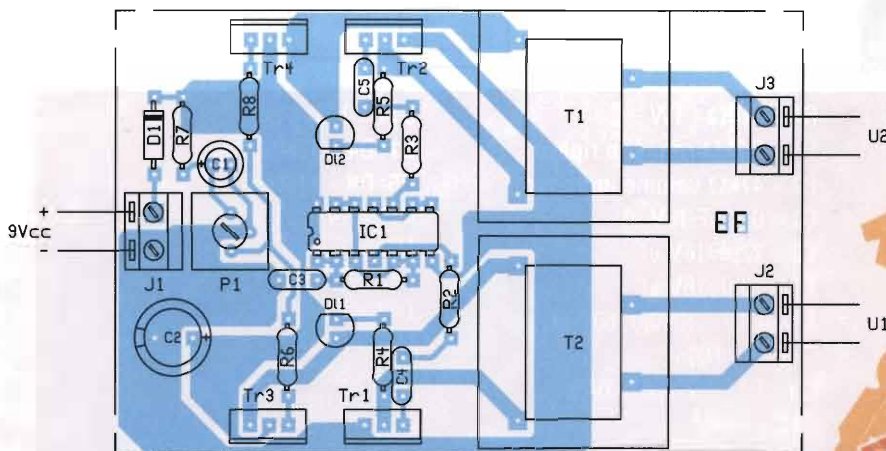 Tr4
Tr2
J3
C5
R5
R8
D1
R7
T1
U2
R3
C1
Dl2
+
9Vcc
-
IC1
EF
J1
P1
C3
R1
J2
R2
Dl1
C2
+
R6
R4
T2
U1
C4
Tr3
Tr1